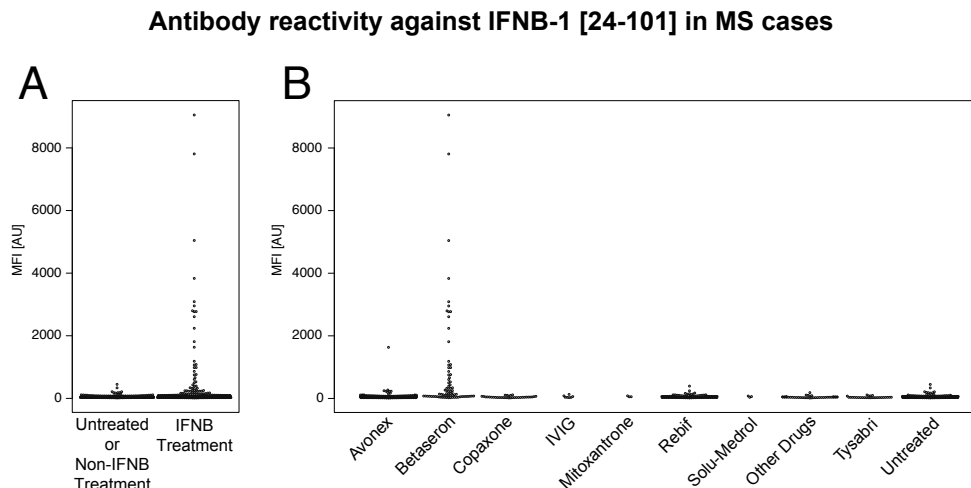 Antibody reactivity against IFNB-1 [24-101] in MS cases
A
B
MFI [AU]
8000
6000
4000
2000
0
Untreated
or
Non-IFNB
Treatment
IFNB
Treatment
MFI [AU]
8000
6000
4000
2000
0
Avonex
Betaseron
Copaxone
IVIG
Mitoxantrone
Rebif
Solu-Medrol
Other Drugs
Tysabri
Untreated